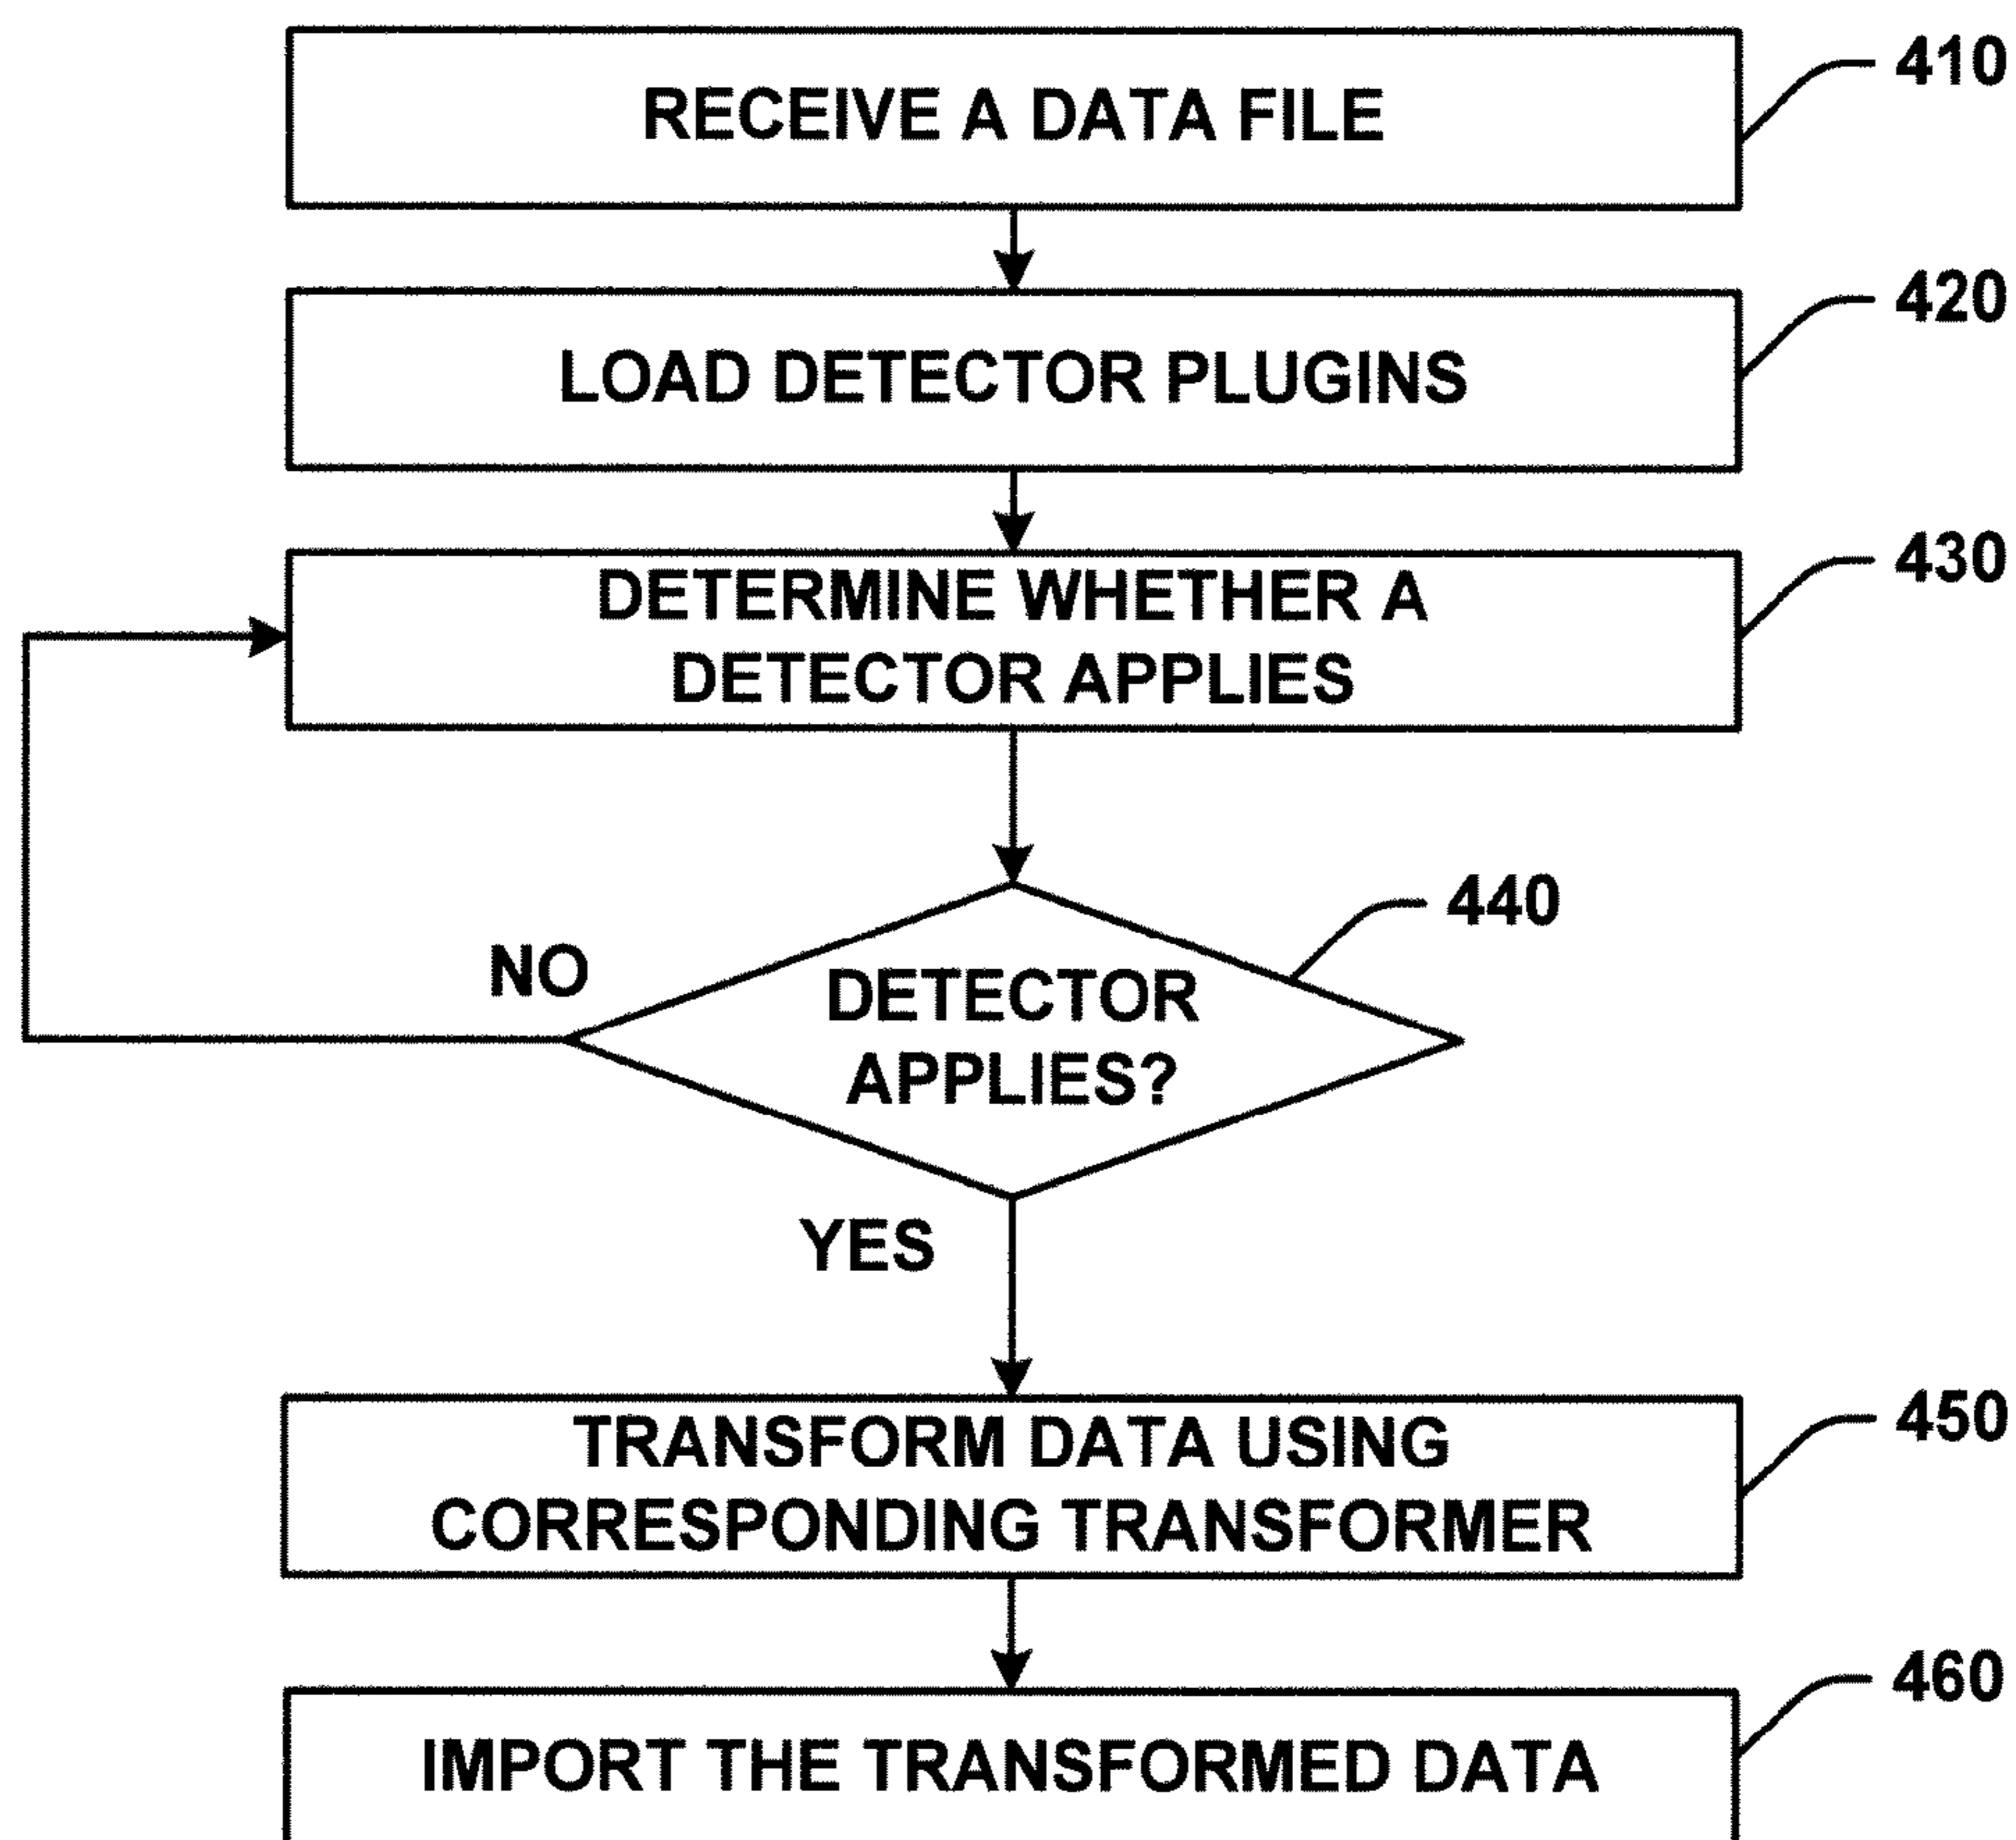 RECEIVE A DATA FILE
410
LOAD DETECTOR PLUGINS
420
DETERMINE WHETHER A
DETECTOR APPLIES
430
440
NO
DETECTOR
APPLIES?
YES
TRANSFORM DATA USING
CORRESPONDING TRANSFORMER
450
IMPORT THE TRANSFORMED DATA
460